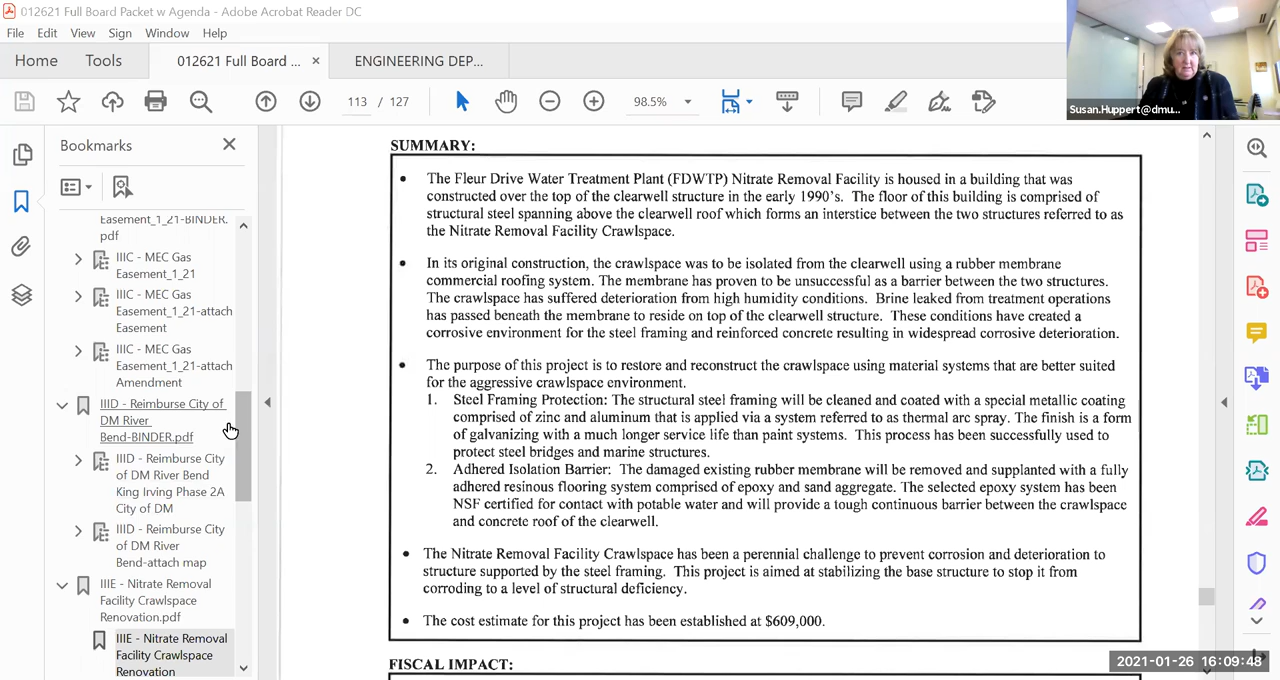 012621 Full Board Packet w Agenda - Adobe Acrobat Reader DC
File Edit View Sign Window Help
Home Tools 012621 Full Board ... × ENGINEERING DEP...
113 / 127 98.5%
Susan.Huppert@dmu...
Bookmarks
Easement_1_21-BINDER.
pdf
IIIC - MEC Gas
Easement_1_21
IIIC - MEC Gas
Easement_1_21-attach
Easement
IIIC - MEC Gas
Easement_1_21-attach
Amendment
IIID - Reimburse City of
DM River
Bend-BINDER.pdf
IIID - Reimburse City
of DM River Bend
King Irving Phase 2A
City of DM
IIID - Reimburse City
of DM River
Bend-attach map
IIIE - Nitrate Removal
Facility Crawlspace
Renovation.pdf
IIIE - Nitrate Removal
Facility Crawlspace
Renovation
SUMMARY:
• The Fleur Drive Water Treatment Plant (FDWTP) Nitrate Removal Facility is housed in a building that was
constructed over the top of the clearwell structure in the early 1990's. The floor of this building is comprised of
structural steel spanning above the clearwell roof which forms an interstice between the two structures referred to as
the Nitrate Removal Facility Crawlspace.
• In its original construction, the crawlspace was to be isolated from the clearwell using a rubber membrane
commercial roofing system. The membrane has proven to be unsuccessful as a barrier between the two structures.
The crawlspace has suffered deterioration from high humidity conditions. Brine leaked from treatment operations
has passed beneath the membrane to reside on top of the clearwell structure. These conditions have created a
corrosive environment for the steel framing and reinforced concrete resulting in widespread corrosive deterioration.
• The purpose of this project is to restore and reconstruct the crawlspace using material systems that are better suited
for the aggressive crawlspace environment.
1. Steel Framing Protection: The structural steel framing will be cleaned and coated with a special metallic coating
comprised of zinc and aluminum that is applied via a system referred to as thermal arc spray. The finish is a form
of galvanizing with a much longer service life than paint systems. This process has been successfully used to
protect steel bridges and marine structures.
2. Adhered Isolation Barrier: The damaged existing rubber membrane will be removed and supplanted with a fully
adhered resinous flooring system comprised of epoxy and sand aggregate. The selected epoxy system has been
NSF certified for contact with potable water and will provide a tough continuous barrier between the crawlspace
and concrete roof of the clearwell.
• The Nitrate Removal Facility Crawlspace has been a perennial challenge to prevent corrosion and deterioration to
structure supported by the steel framing. This project is aimed at stabilizing the base structure to stop it from
corroding to a level of structural deficiency.
• The cost estimate for this project has been established at $609,000.
FISCAL IMPACT:
2021-01-26 16:09:48